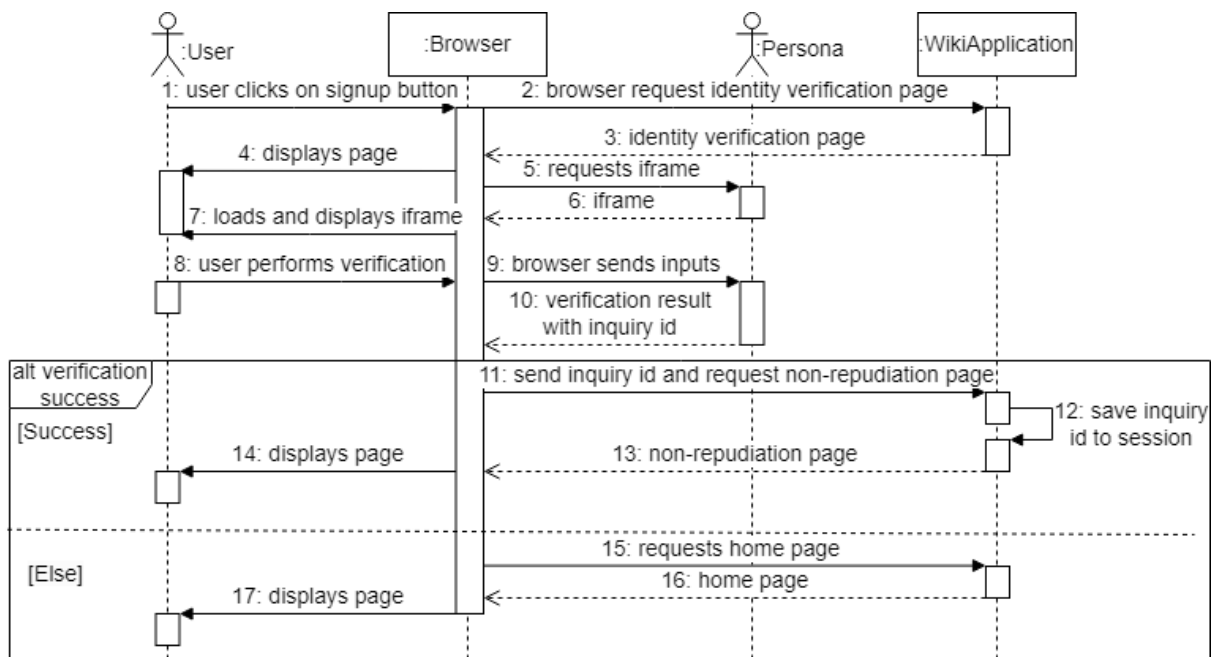 :User
:Browser
:Persona
:WikiApplication
1: user clicks on signup button
2: browser request identity verification page
3: identity verification page
4: displays page
5: requests iframe
6: iframe
7: loads and displays iframe
8: user performs verification
9: browser sends inputs
10: verification result
with inquiry id
alt verification
success
11: send inquiry id and request non-repudiation page
[Success]
12: save inquiry
id to session
13: non-repudiation page
14: displays page
[Else]
15: requests home page
16: home page
17: displays page